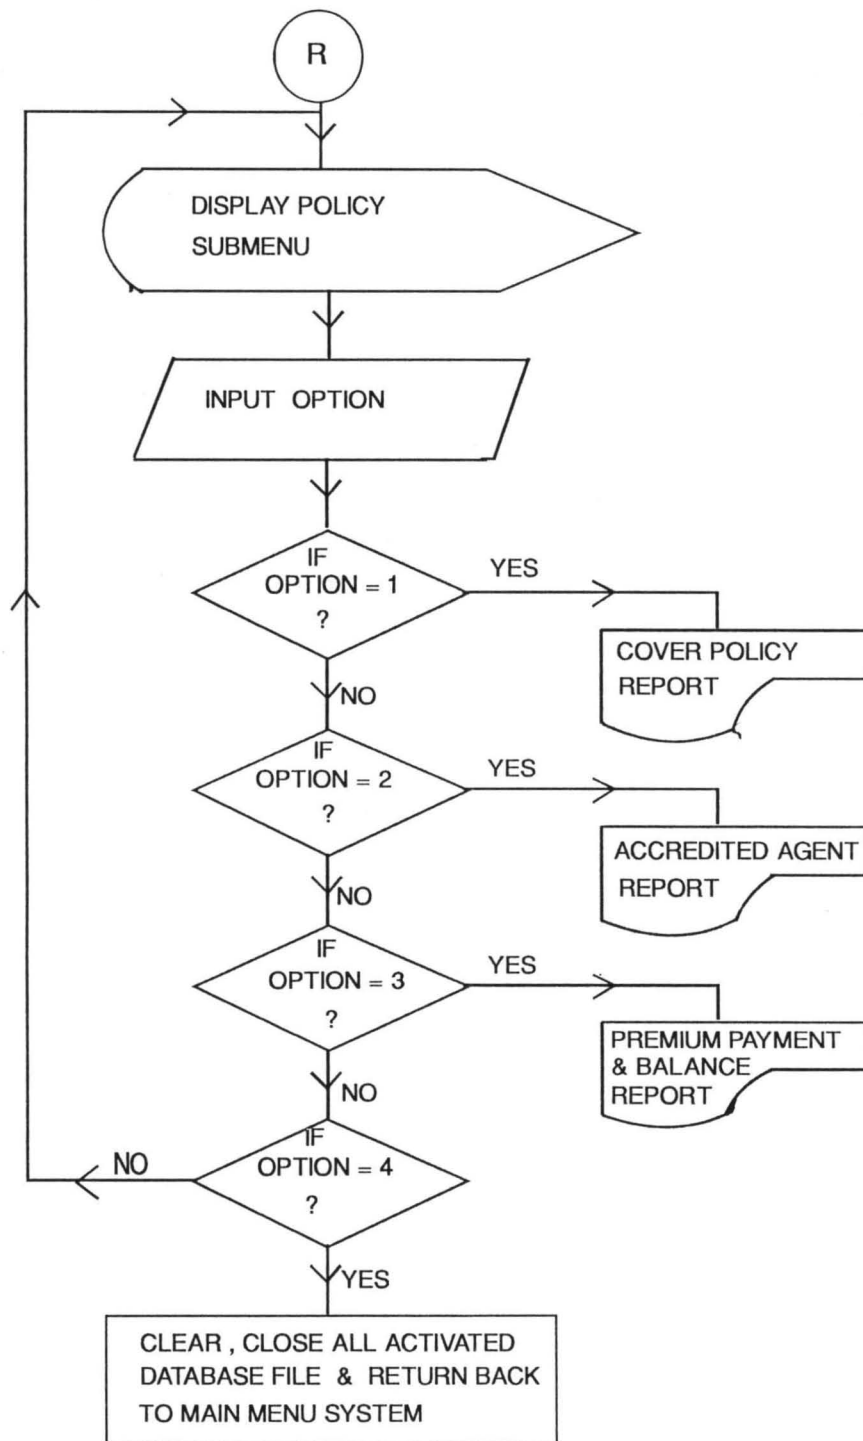 R
DISPLAY POLICY
SUBMENU
INPUT OPTION
IF
OPTION = 1
?
YES
COVER POLICY
REPORT
NO
IF
OPTION = 2
?
YES
ACCREDITED AGENT
REPORT
NO
IF
OPTION = 3
?
YES
PREMIUM PAYMENT
& BALANCE
REPORT
NO
IF
OPTION = 4
?
NO
YES
CLEAR , CLOSE ALL ACTIVATED
DATABASE FILE & RETURN BACK
TO MAIN MENU SYSTEM